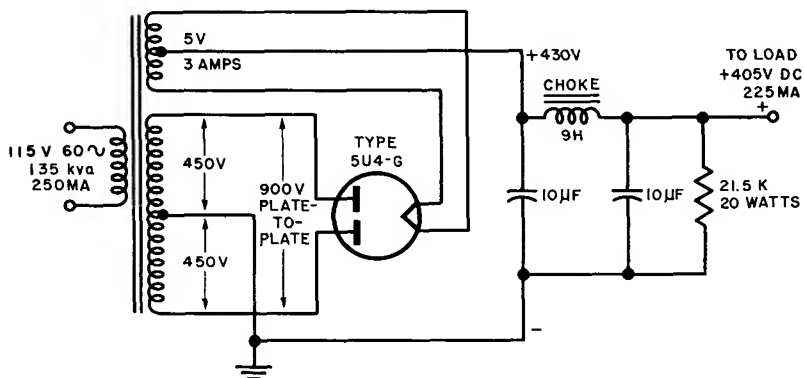 5V
3 AMPS
+430V
TO LOAD
+405V DC
225MA
+
CHOKE
9H
TYPE
5U4-G
115 V 60~
135 kva
250MA
450V
900V
PLATE-
TO-
PLATE
450V
10µF
10µF
21.5 K
20 WATTS
-